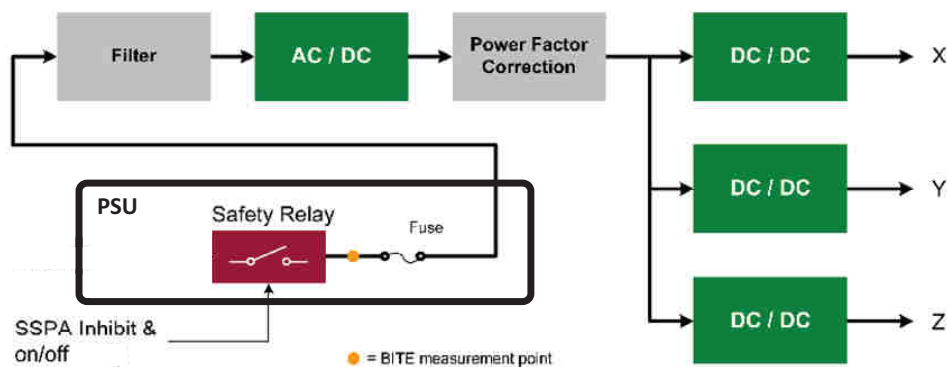 Filter
AC / DC
Power Factor
Correction
DC / DC
X
DC / DC
Y
DC / DC
Z
PSU
Safety Relay
Fuse
SSPA Inhibit &
on/off
= BITE measurement point